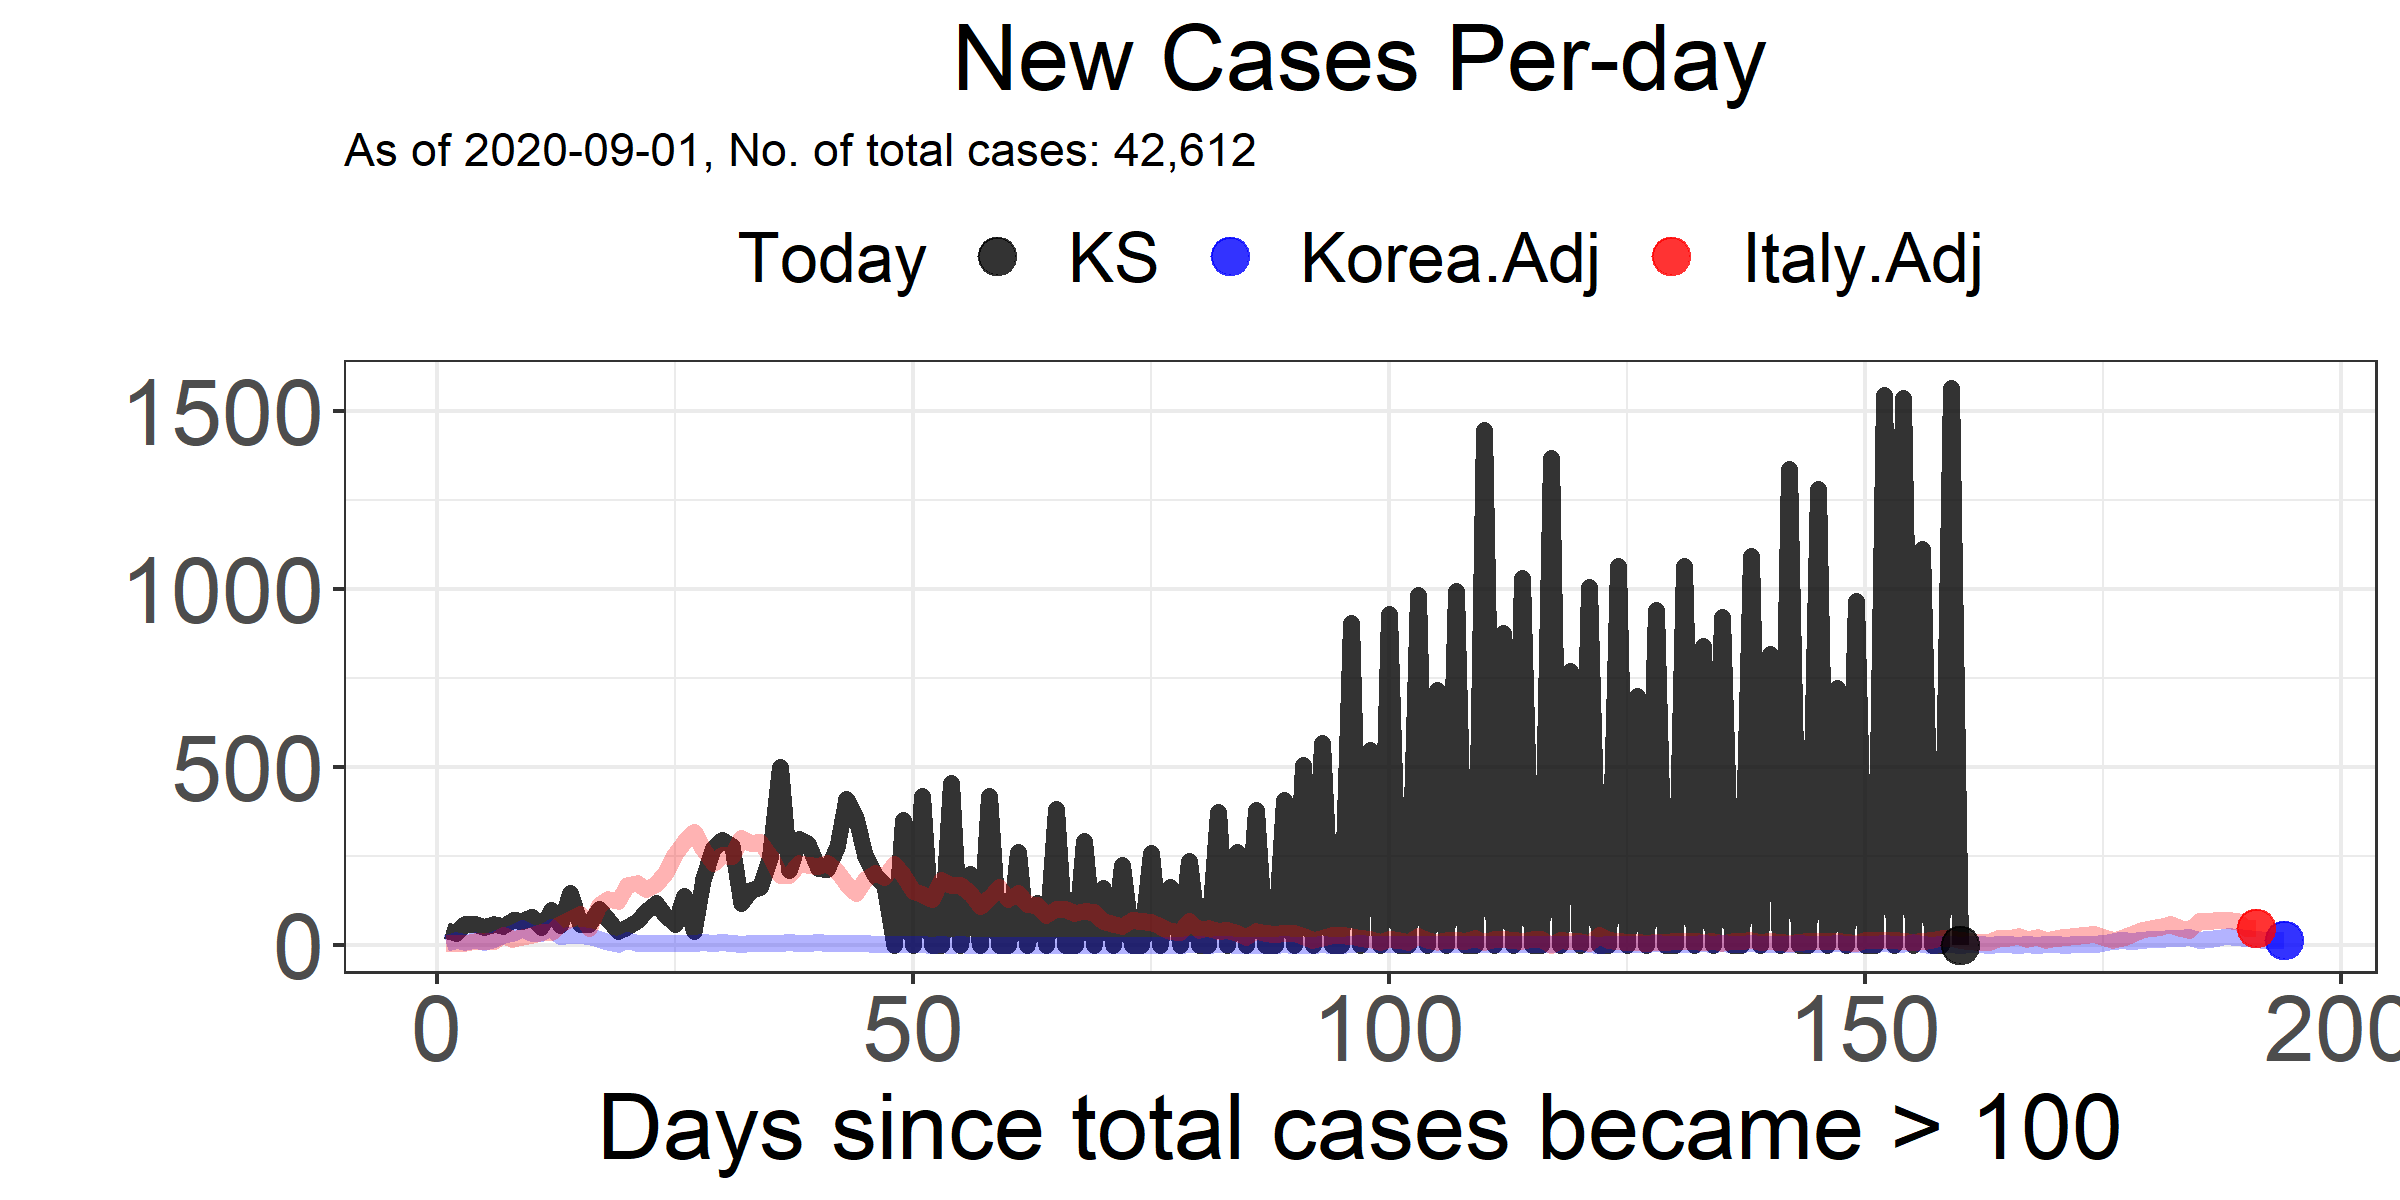 New Cases Per-day
As of 2020-09-01, No. of total cases: 42,612
Today KS Korea.Adj Italy.Adj
1500
1000
500
0
0 50 100 150 200
Days since total cases became > 100